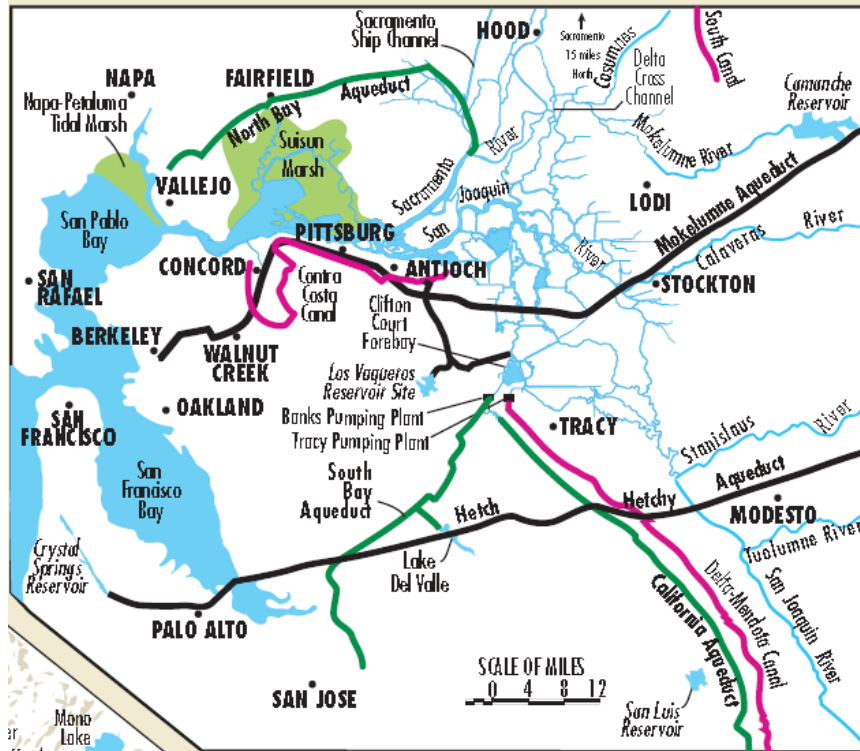 Sacramento
Ship Channel
HOOD
Sacramento
15 miles
North
Cosumnes
South Canal
NAPA
FAIRFIELD
Aqueduct
North Bay
Delta
Cross
Channel
Camanche
Reservoir
Napa-Petaluma
Tidal Marsh
Suisun
Marsh
River
Mokelumne River
VALLEJO
Sacramento
Joaquin
LODI
Mokelumne Aqueduct
San Pablo
Bay
PITTSBURG
San
River
River
Calaveras
CONCORD
ANTIOCH
SAN
RAFAEL
Contra
Costa
Canal
Clifton
Court
Forebay
STOCKTON
BERKELEY
WALNUT
CREEK
Los Vaqueros
Reservoir Site
SAN
FRANCISCO
OAKLAND
Banks Pumping Plant
Tracy Pumping Plant
TRACY
Stanislaus
River
San
Francisco
Bay
South
Bay
Aqueduct
Hetch
Hetchy
Aqueduct
MODESTO
Crystal
Springs
Reservoir
Lake
Del Valle
Tuolumne River
PALO ALTO
California Aqueduct
Delta-Mendota Canal
San Joaquin River
SAN JOSE
SCALE OF MILES
0 4 8 12
San Luis
Reservoir
Mono
Lake